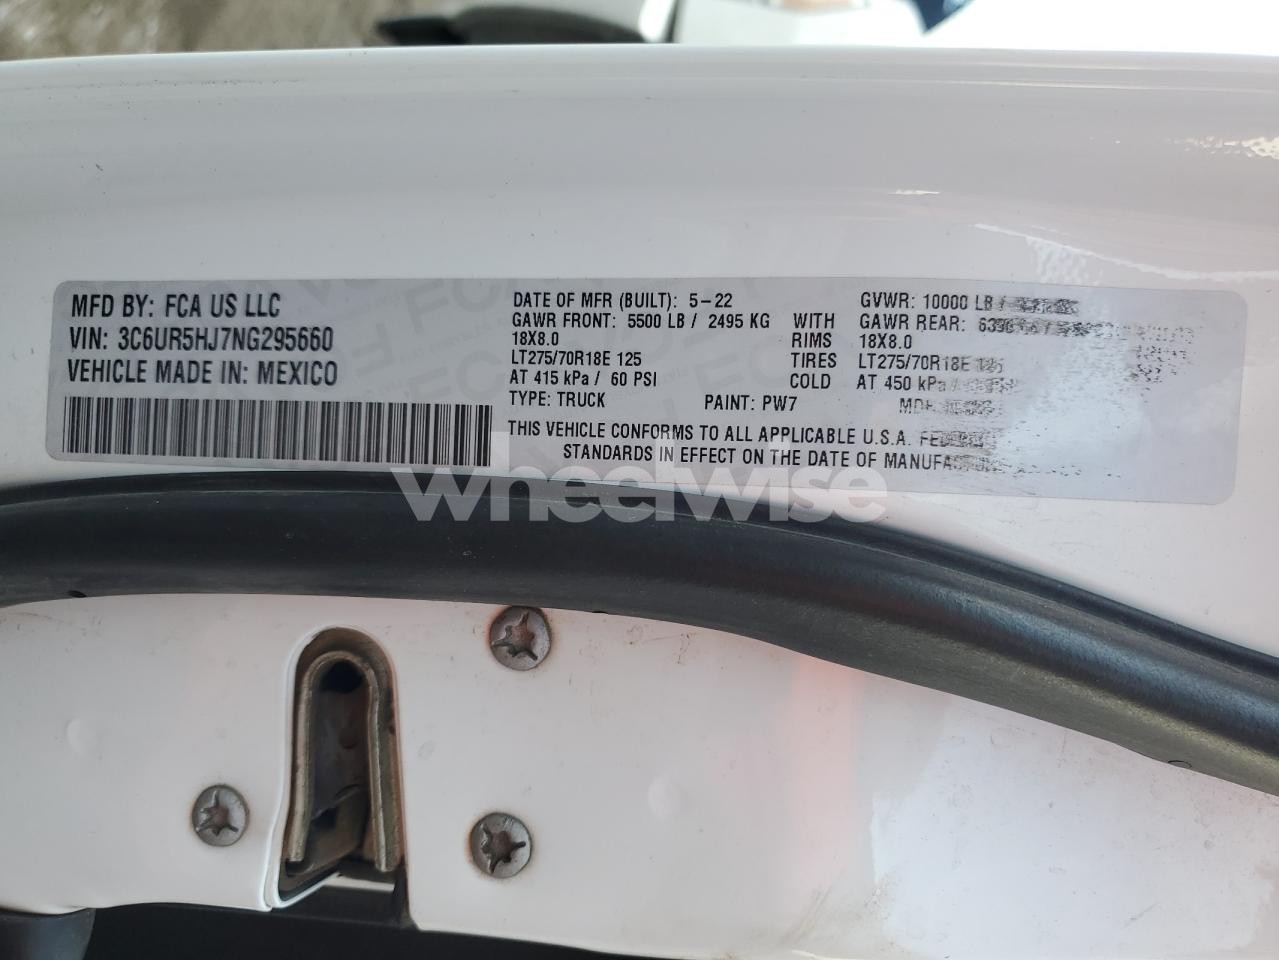 MFD BY: FCA US LLC
VIN: 3C6UR5HJ7NG295660
VEHICLE MADE IN: MEXICO
DATE OF MFR (BUILT): 5-22
GAWR FRONT: 5500 LB / 2495 KG WITH
18X8.0 RIMS
LT275/70R18E 125 TIRES
AT 415 kPa / 60 PSI COLD
TYPE: TRUCK PAINT: PW7
GVWR: 10000 LB /
GAWR REAR:
18X8.0
LT275/70R18E 125
AT 450 kPa /
THIS VEHICLE CONFORMS TO ALL APPLICABLE U.S.A.
STANDARDS IN EFFECT ON THE DATE OF
wheelwise